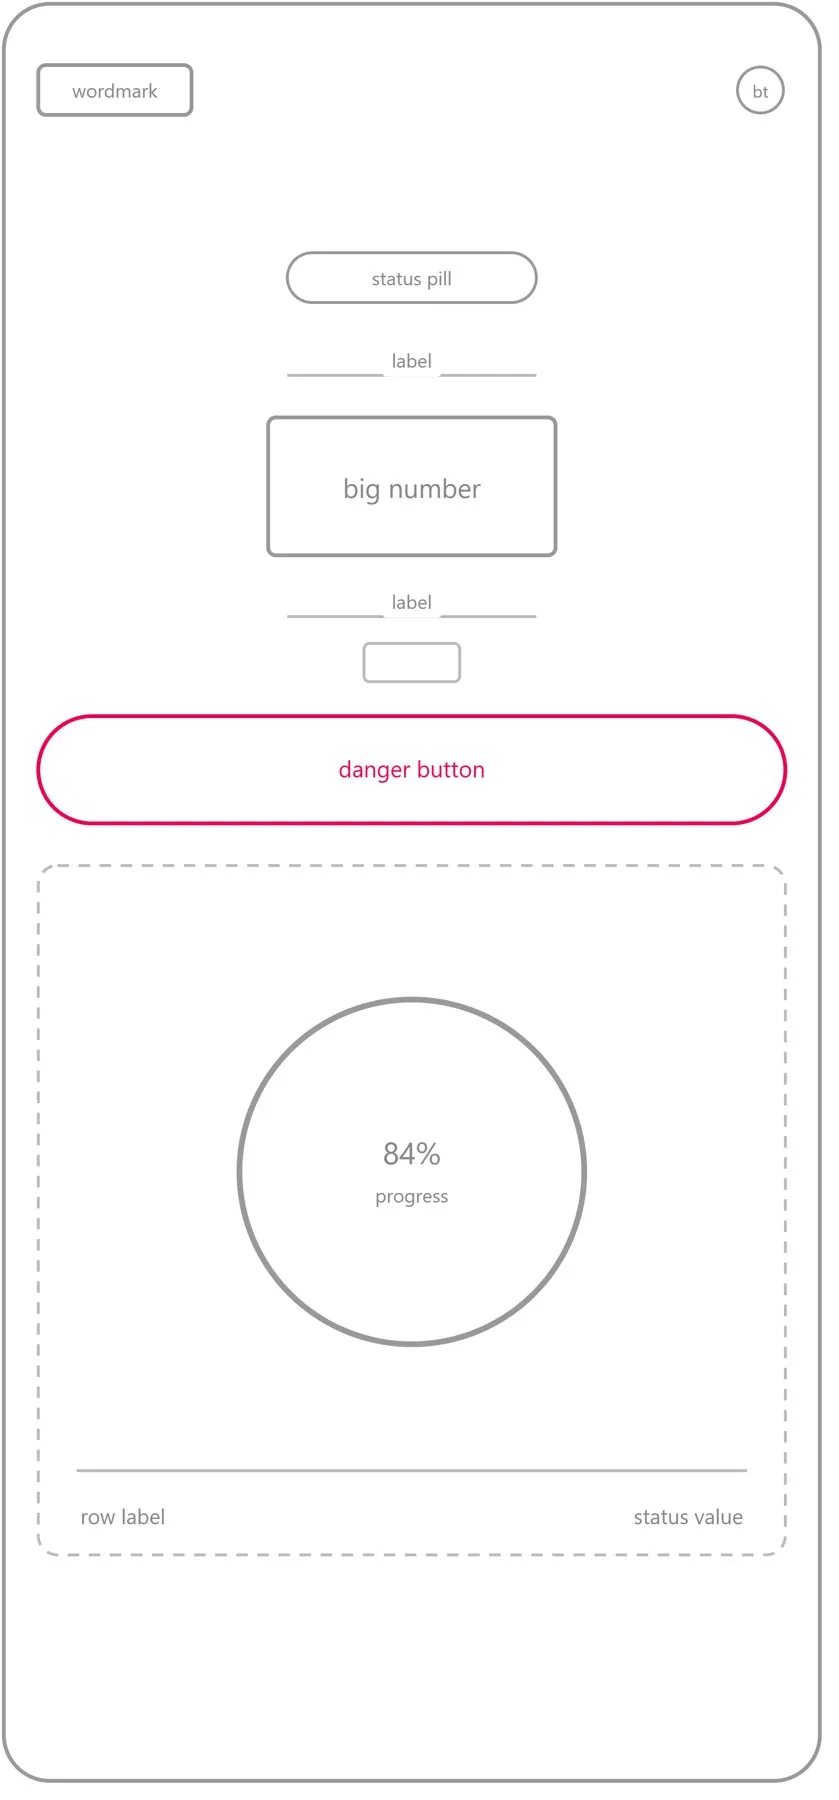 wordmark
bt
status pill
label
big number
label
danger button
84%
progress
row label
status value